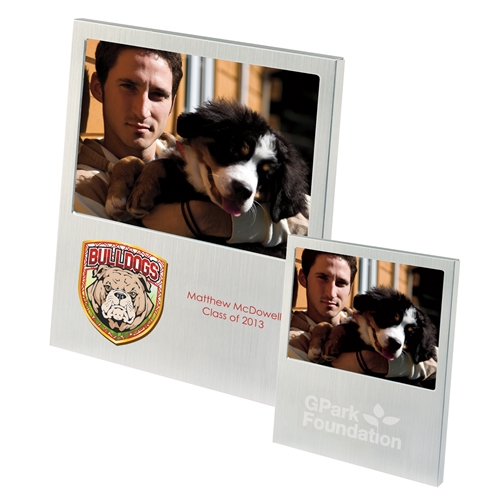 BULLDOGS
Matthew McDowell
Class of 2013
GPark
Foundation